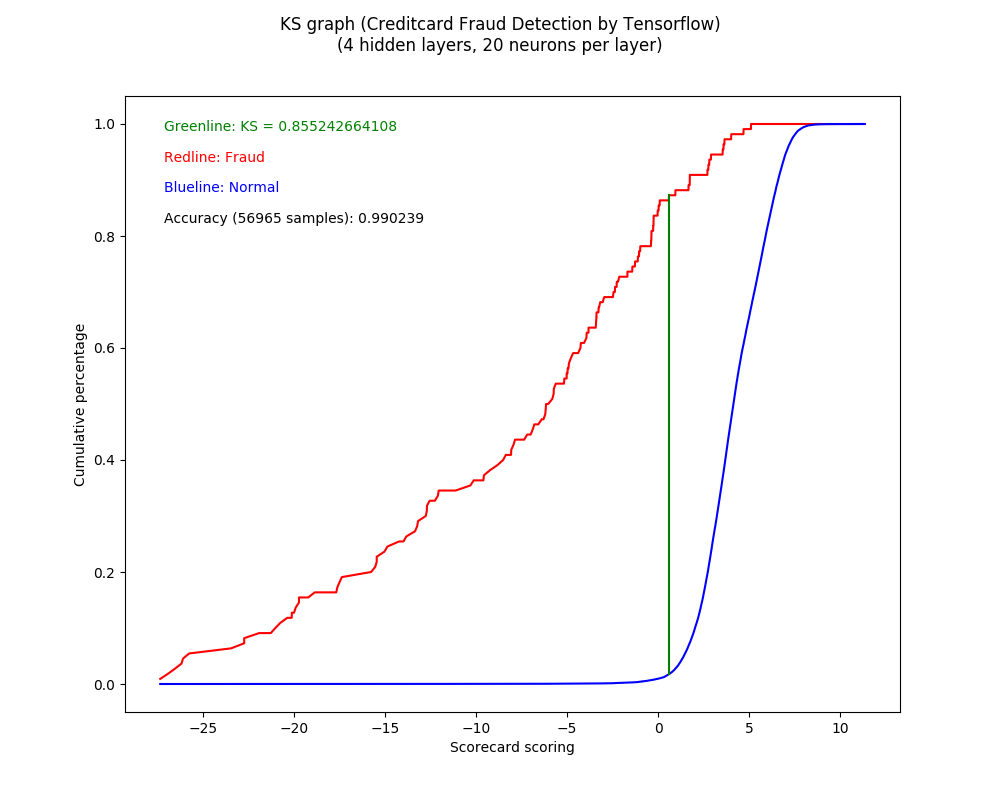 KS graph (Creditcard Fraud Detection by Tensorflow)
(4 hidden layers, 20 neurons per layer)
Greenline: KS = 0.855242664108
Redline: Fraud
Blueline: Normal
Accuracy (56965 samples): 0.990239
Cumulative percentage
1.0
0.8
0.6
0.4
0.2
0.0
−25 −20 −15 −10 −5 0 5 10
Scorecard scoring